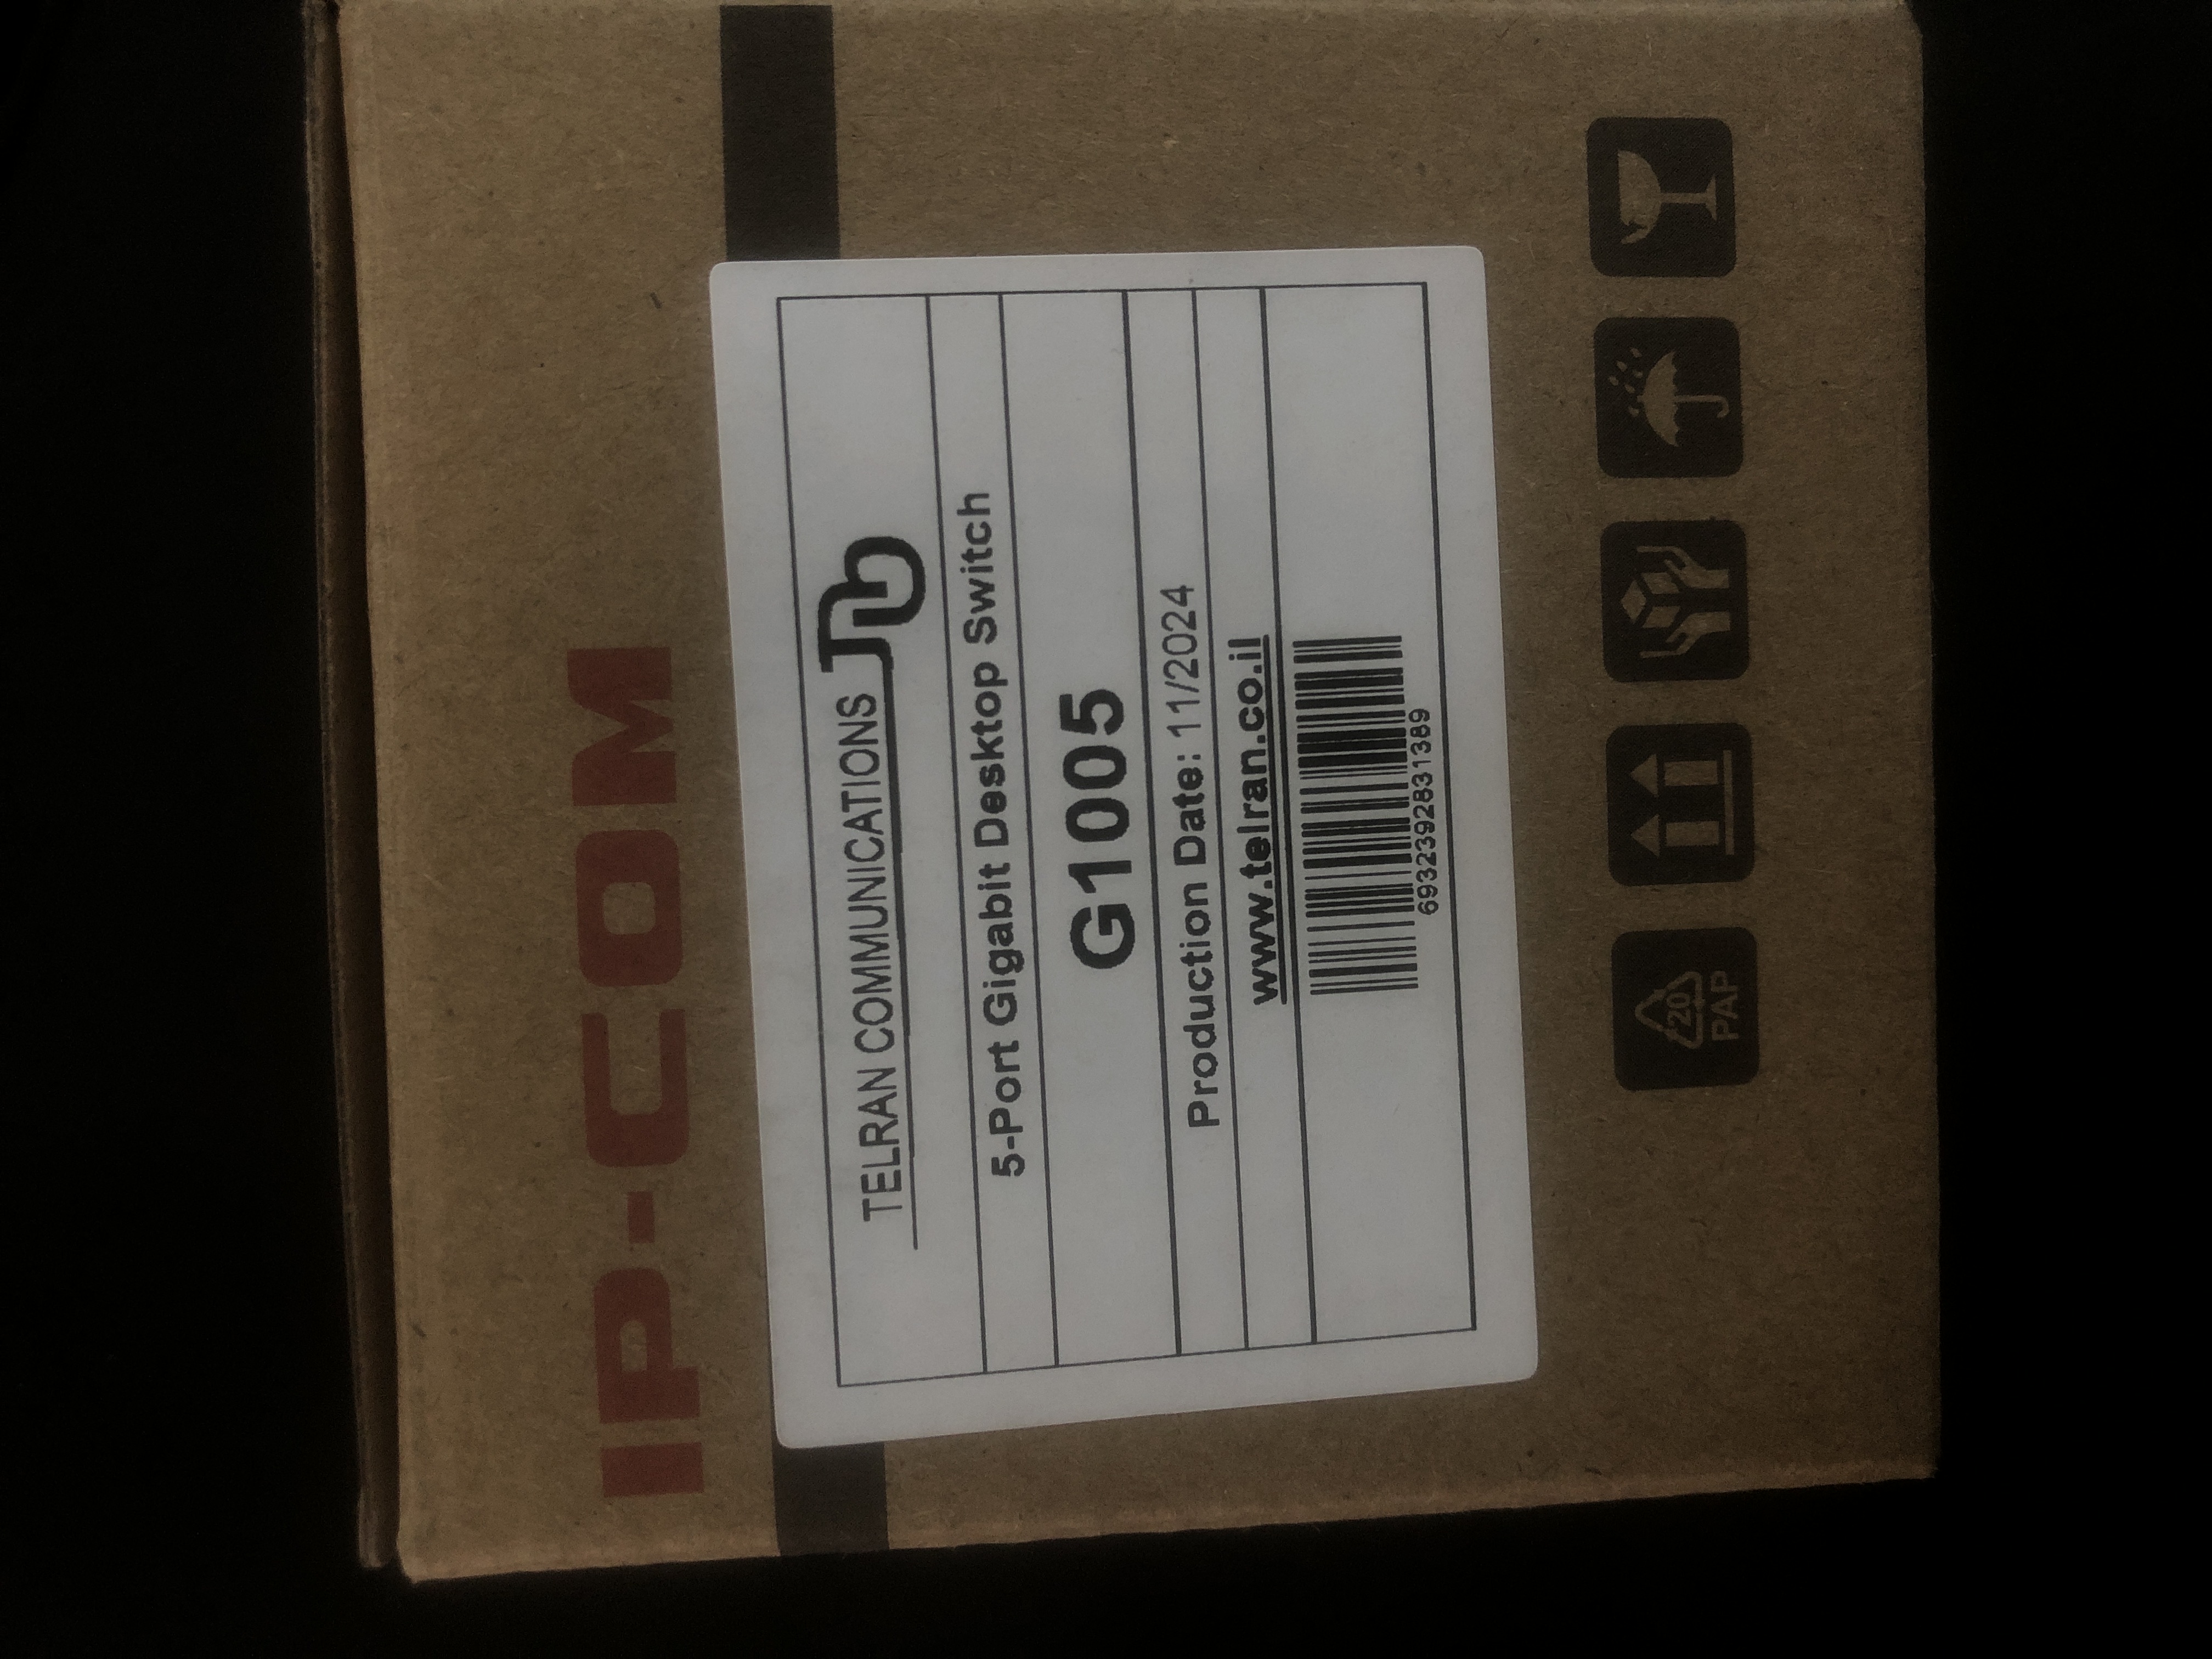 IP-COM
TELRAN COMMUNICATIONS
5-Port Gigabit Desktop Switch
G1005
Production Date: 11/2024
www.telran.co.il
6932392831389
20
PAP